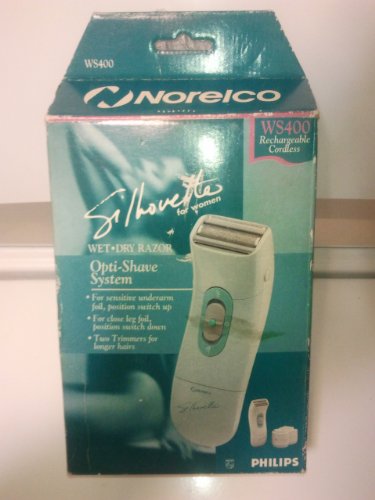 WS400
Norelco
WS400
Rechargeable
Cordless
Silhouette
for women
WET•DRY RAZOR
Opti-Shave
System
• For sensitive underarm
foil, position switch up
• For close leg foil,
position switch down
• Two Trimmers for
longer hairs
Norelco
Silhouette
PHILIPS